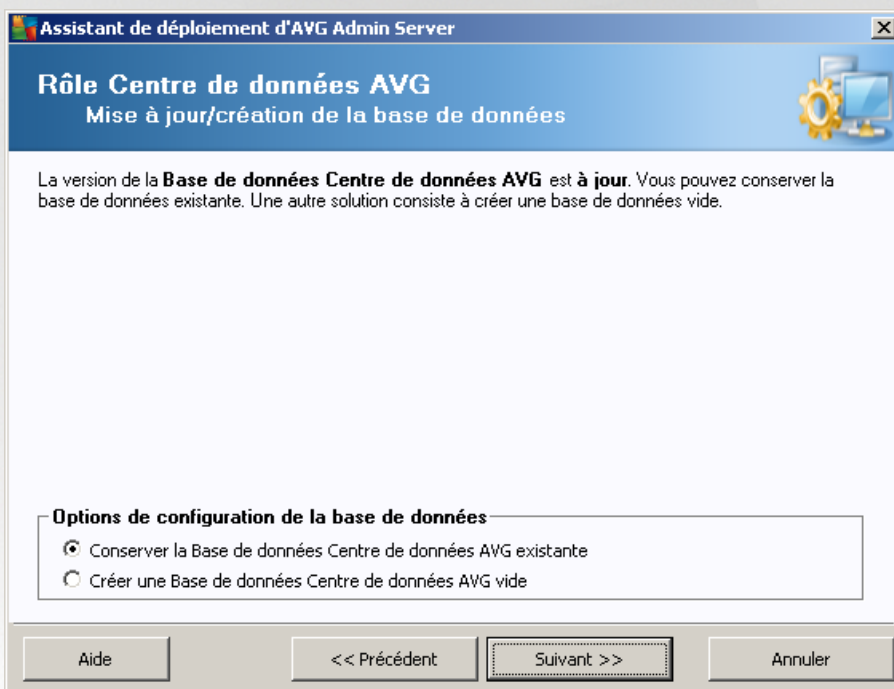 Assistant de déploiement d'AVG Admin Server
Rôle Centre de données AVG
Mise à jour/création de la base de données
La version de la Base de données Centre de données AVG est à jour. Vous pouvez conserver la
base de données existante. Une autre solution consiste à créer une base de données vide.
Options de configuration de la base de données
Conserver la Base de données Centre de données AVG existante
Créer une Base de données Centre de données AVG vide
Aide
<< Précédent
Suivant >>
Annuler